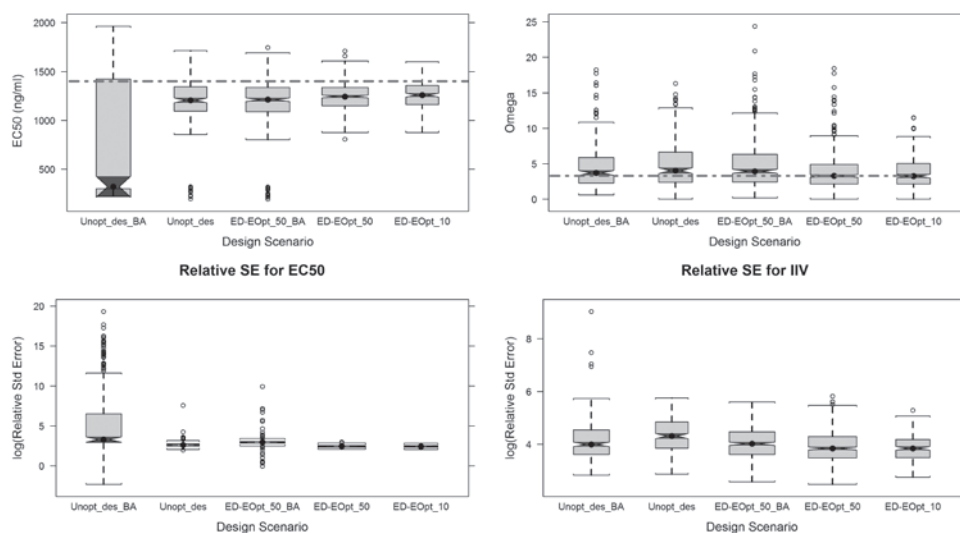 2000
1500
1000
500
EC50 (ng/ml)
Unopt_des_BA Unopt_des ED-EOpt_50_BA ED-EOpt_50 ED-EOpt_10
Design Scenario
25
20
15
10
5
0
Omega
Unopt_des_BA Unopt_des ED-EOpt_50_BA ED-EOpt_50 ED-EOpt_10
Design Scenario
Relative SE for EC50
20
15
10
5
0
log(Relative Std Error)
Unopt_des_BA Unopt_des ED-EOpt_50_BA ED-EOpt_50 ED-EOpt_10
Design Scenario
Relative SE for IIV
8
6
4
log(Relative Std Error)
Unopt_des_BA Unopt_des ED-EOpt_50_BA ED-EOpt_50 ED-EOpt_10
Design Scenario